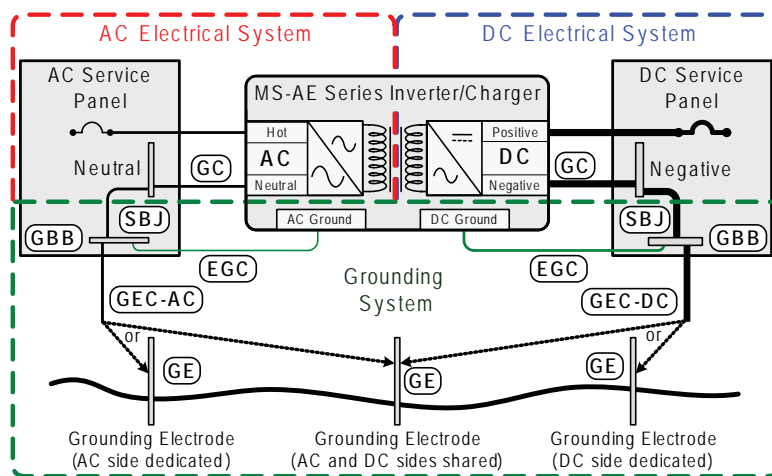 AC Electrical System
DC Electrical System
AC Service
Panel
MS-AE Series Inverter/Charger
DC Service
Panel
Hot
AC
Neutral
Positive
DC
Negative
Neutral
GC
GC
Negative
SBJ
SBJ
AC Ground
DC Ground
GBB
GBB
EGC
EGC
Grounding
System
GEC-AC
GEC-DC
or
or
GE
GE
GE
Grounding Electrode
(AC side dedicated)
Grounding Electrode
(AC and DC sides shared)
Grounding Electrode
(DC side dedicated)